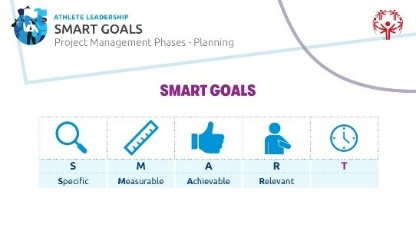 ATHLETE LEADERSHIP
SMART GOALS
Project Management Phases - Planning
SMART GOALS
S M A R T
Specific Measurable Achievable Relevant